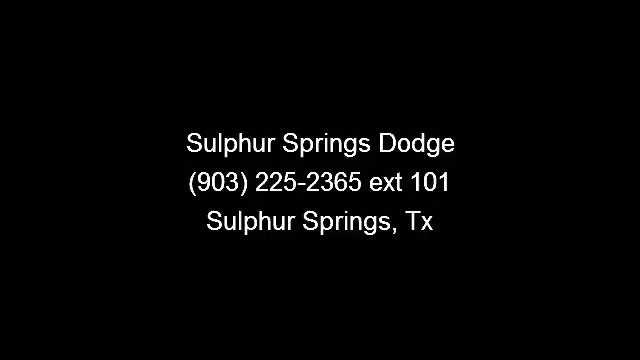 Sulphur Springs Dodge
(903) 225-2365 ext 101
Sulphur Springs, Tx